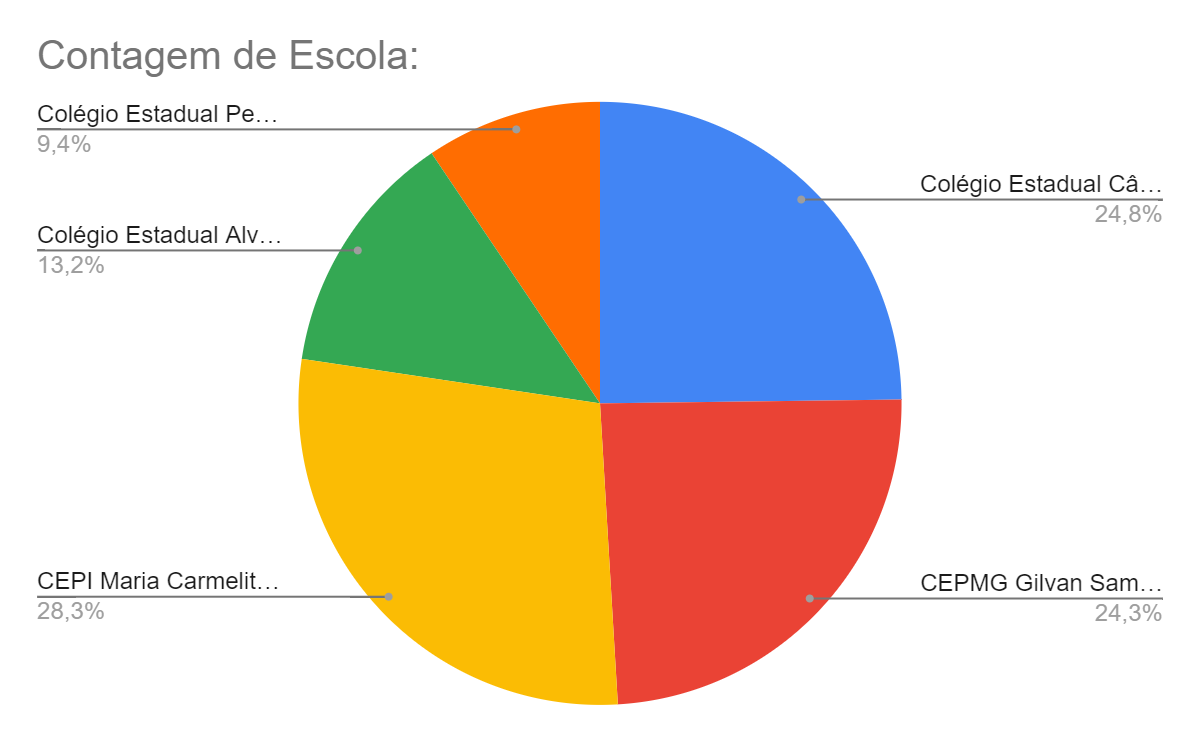 Contagem de Escola:
Colégio Estadual Pe…
9,4%
Colégio Estadual Câ…
24,8%
Colégio Estadual Alv…
13,2%
CEPI Maria Carmelit…
28,3%
CEPMG Gilvan Sam…
24,3%